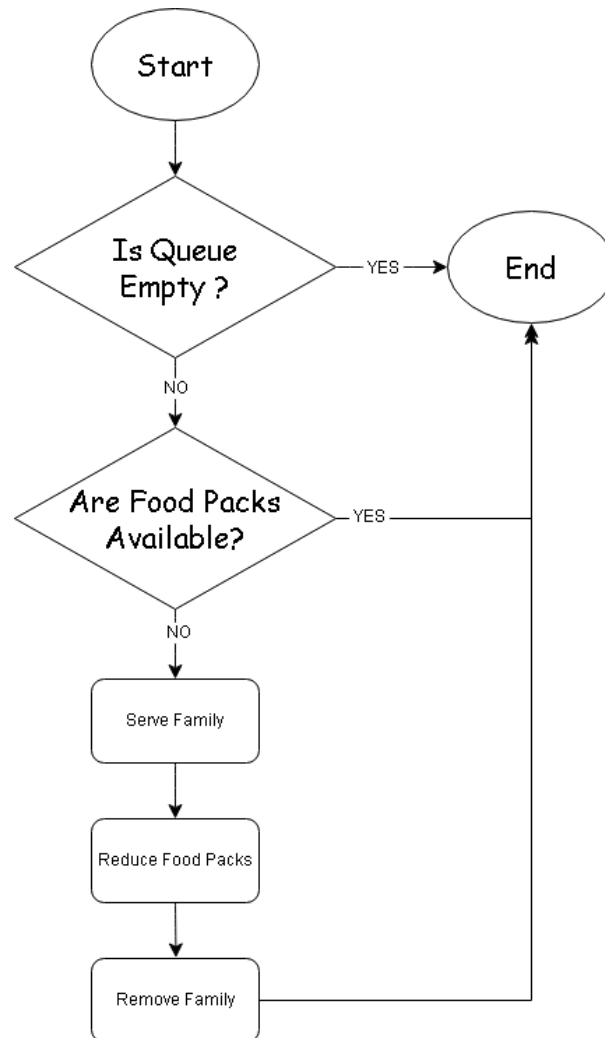 Start
Is Queue
Empty ?
YES
End
NO
Are Food Packs
Available?
YES
NO
Serve Family
Reduce Food Packs
Remove Family